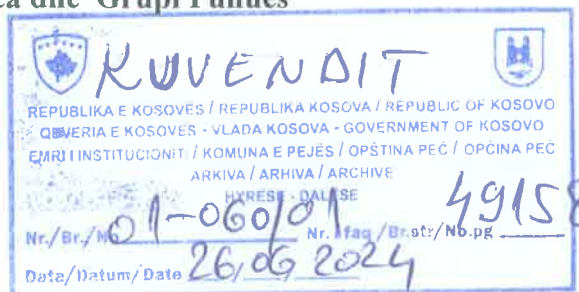 dhe Grupi Punues
KUVENDIT
REPUBLIKA E KOSOVËS / REPUBLIKA KOSOVA / REPUBLIC OF KOSOVO
QEVERIA E KOSOVËS - VLADA KOSOVA - GOVERNMENT OF KOSOVO
EMRI I INSTITUCIONIT / KOMUNA E PEJËS / OPŠTINA PEĆ / OPĆINA PEĆ
ARKIVA / ARHIVA / ARCHIVE
HYRËSE - DALËSE
Nr./Br./No 01-060/01 Nr. faq /Br.str/No.pg 4915
Data/Datum/Date 26,06 2024